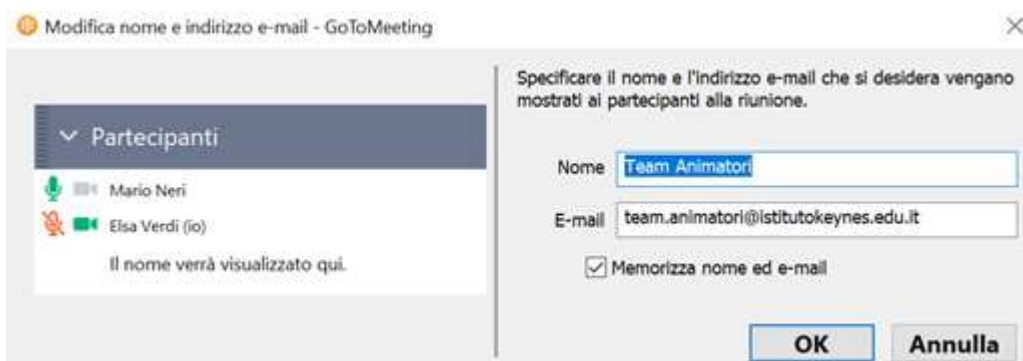 Modifica nome e indirizzo e-mail - GoToMeeting
Partecipanti
Mario Neri
Elsa Verdi (io)
Il nome verrà visualizzato qui.
Specificare il nome e l'indirizzo e-mail che si desidera vengano
mostrati ai partecipanti alla riunione.
Nome Team Animatori
E-mail team.animatori@istitutokeynes.edu.it
Memorizza nome ed e-mail
OK Annulla